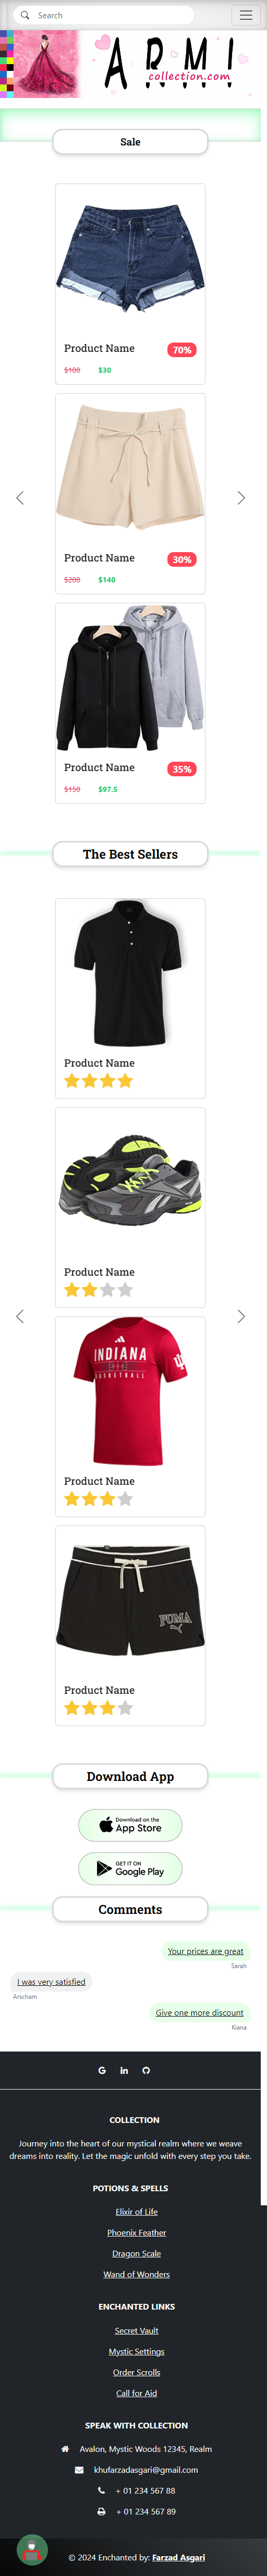 Search
ARMI
collection.com
Sale
Product Name
70%
$100 $30
Product Name
30%
$200 $140
Product Name
35%
$150 $97.5
The Best Sellers
Product Name
Product Name
INDIANA
BASKETBALL
Product Name
PUMA
Product Name
Download App
Download on the
App Store
GET IT ON
Google Play
Comments
Your prices are great
Sarah
I was very satisfied
Arscham
Give one more discount
Kiana
COLLECTION
Journey into the heart of our mystical realm where we weave
dreams into reality. Let the magic unfold with every step you take.
POTIONS & SPELLS
Elixir of Life
Phoenix Feather
Dragon Scale
Wand of Wonders
ENCHANTED LINKS
Secret Vault
Mystic Settings
Order Scrolls
Call for Aid
SPEAK WITH COLLECTION
Avalon, Mystic Woods 12345, Realm
khufarzadasgari@gmail.com
+ 01 234 567 88
+ 01 234 567 89
© 2024 Enchanted by: Farzad Asgari